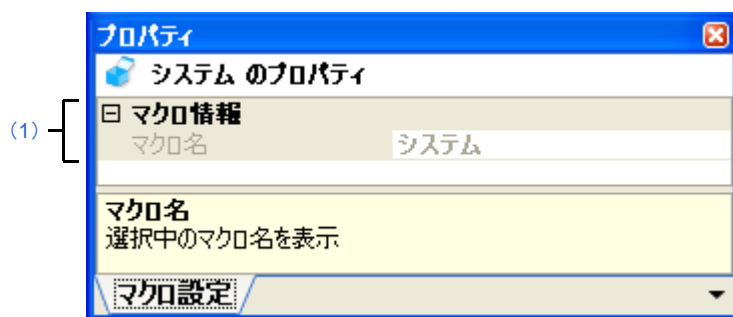 プロパティ
システム のプロパティ
(1)
マクロ情報
マクロ名 システム
マクロ名
選択中のマクロ名を表示
マクロ設定